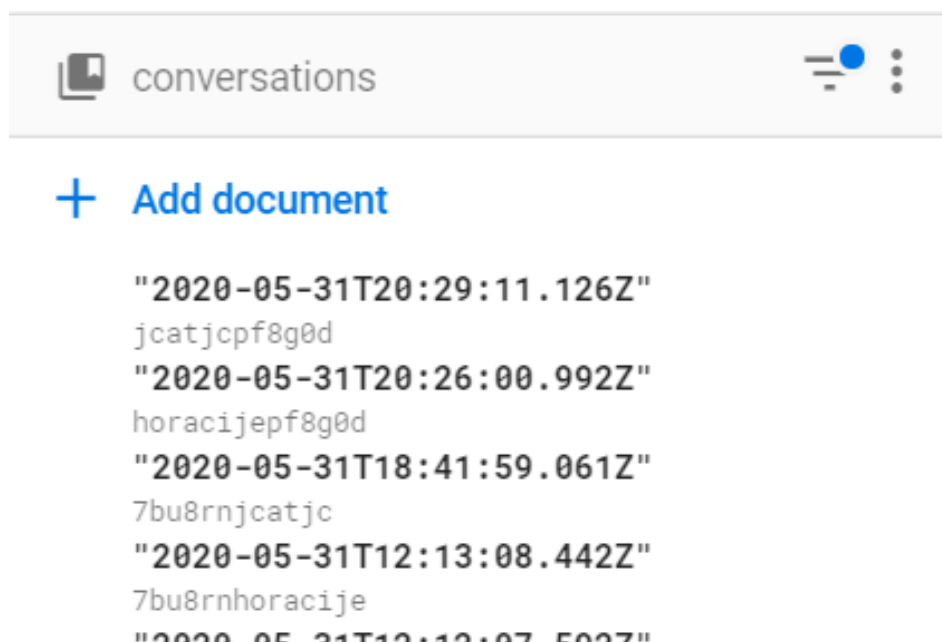 conversations
Add document
"2020-05-31T20:29:11.126Z"
jcatjcpf8g0d
"2020-05-31T20:26:00.992Z"
horacijepf8g0d
"2020-05-31T18:41:59.061Z"
7bu8rnjcatjc
"2020-05-31T12:13:08.442Z"
7bu8rnhoracije